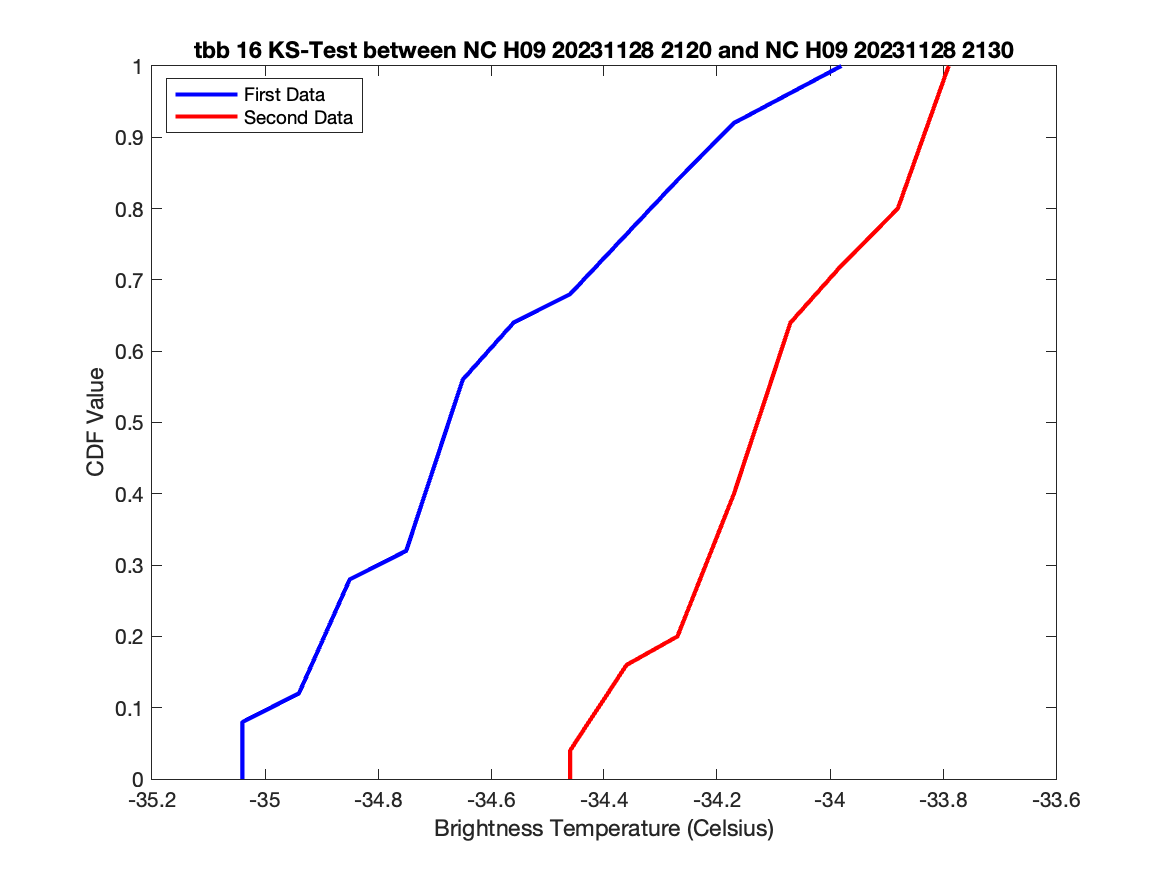 tbb 16 KS-Test between NC H09 20231128 2120 and NC H09 20231128 2130
First Data
Second Data
1
0.9
0.8
0.7
0.6
0.5
0.4
0.3
0.2
0.1
0
CDF Value
-35.2 -35 -34.8 -34.6 -34.4 -34.2 -34 -33.8 -33.6
Brightness Temperature (Celsius)